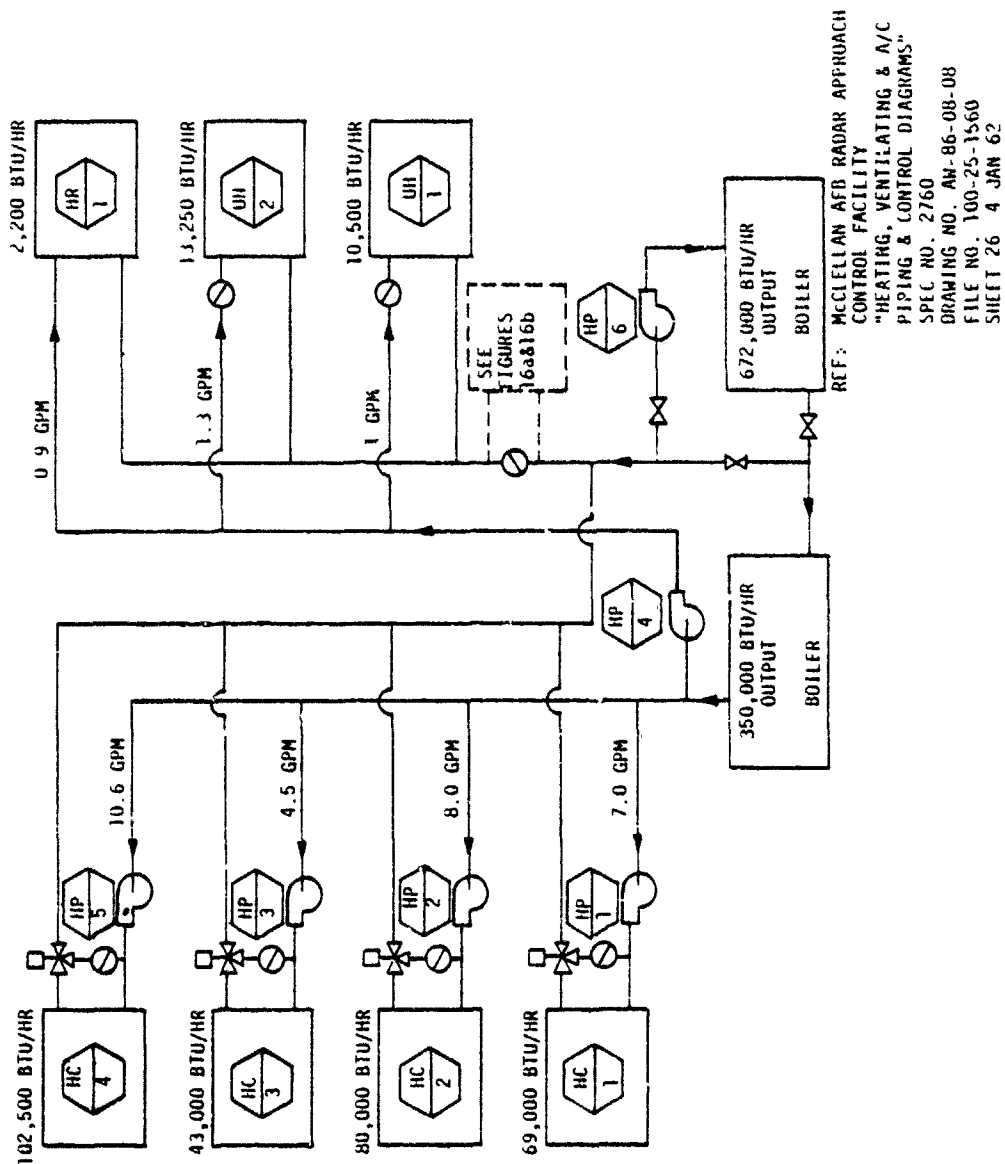 102,500 BTU/HR
HC
4
HP
5
10.6 GPM
43,000 BTU/HR
HC
3
HP
3
4.5 GPM
80,000 BTU/HR
HC
2
HP
2
8.0 GPM
69,000 BTU/HR
HC
1
HP
1
7.0 GPM
HP
4
350,000 BTU/HR
OUTPUT
BOILER
0 9 GPM
2,200 BTU/HR
HR
1
1.3 GPM
13,250 BTU/HR
UH
2
1 GPM
10,500 BTU/HR
UH
1
SEE
FIGURES
16a&16b
HP
6
672,000 BTU/HR
OUTPUT
BOILER
REF: McCLELLAN AFB RADAR APPROACH
CONTROL FACILITY
"HEATING, VENTILATING & A/C
PIPING & CONTROL DIAGRAMS"
SPEC NO. 2760
DRAWING NO. AW-86-08-08
FILE NO. 100-25-1560
SHEET 26 4 JAN 62